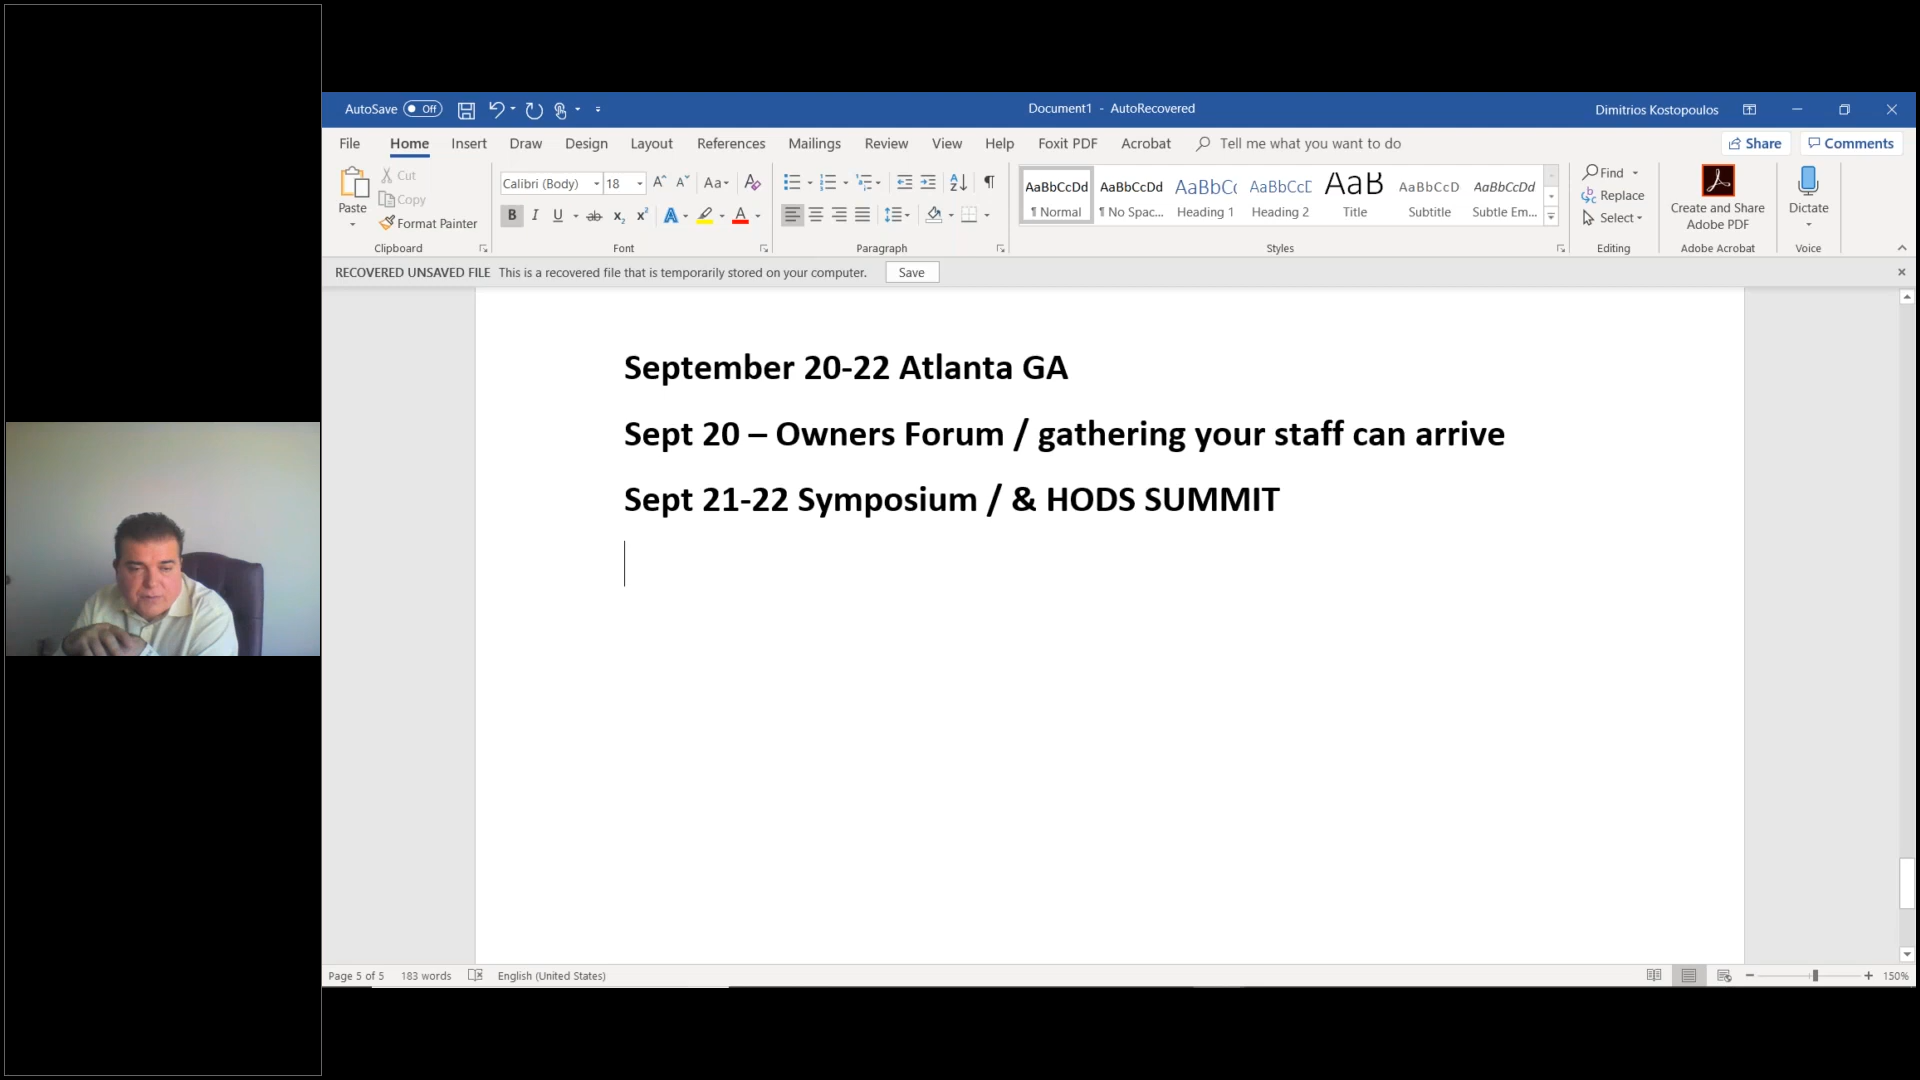 AutoSave Off
Document1 - AutoRecovered
Dimitrios Kostopoulos
File Home Insert Draw Design Layout References Mailings Review View Help Foxit PDF Acrobat Tell me what you want to do
Share Comments
Paste
Cut
Copy
Format Painter
Clipboard
Calibri (Body) 18
Font
Paragraph
AaBbCcDd AaBbCcDd AaBbC AaBbCcD AaB AaBbCcD AaBbCcDd
¶ Normal ¶ No Spac... Heading 1 Heading 2 Title Subtitle Subtle Em...
Styles
Find
Replace
Select
Editing
Create and Share
Adobe PDF
Adobe Acrobat
Dictate
Voice
RECOVERED UNSAVED FILE This is a recovered file that is temporarily stored on your computer. Save
September 20-22 Atlanta GA
Sept 20 – Owners Forum / gathering your staff can arrive
Sept 21-22 Symposium / & HODS SUMMIT
Page 5 of 5 183 words English (United States) 150%